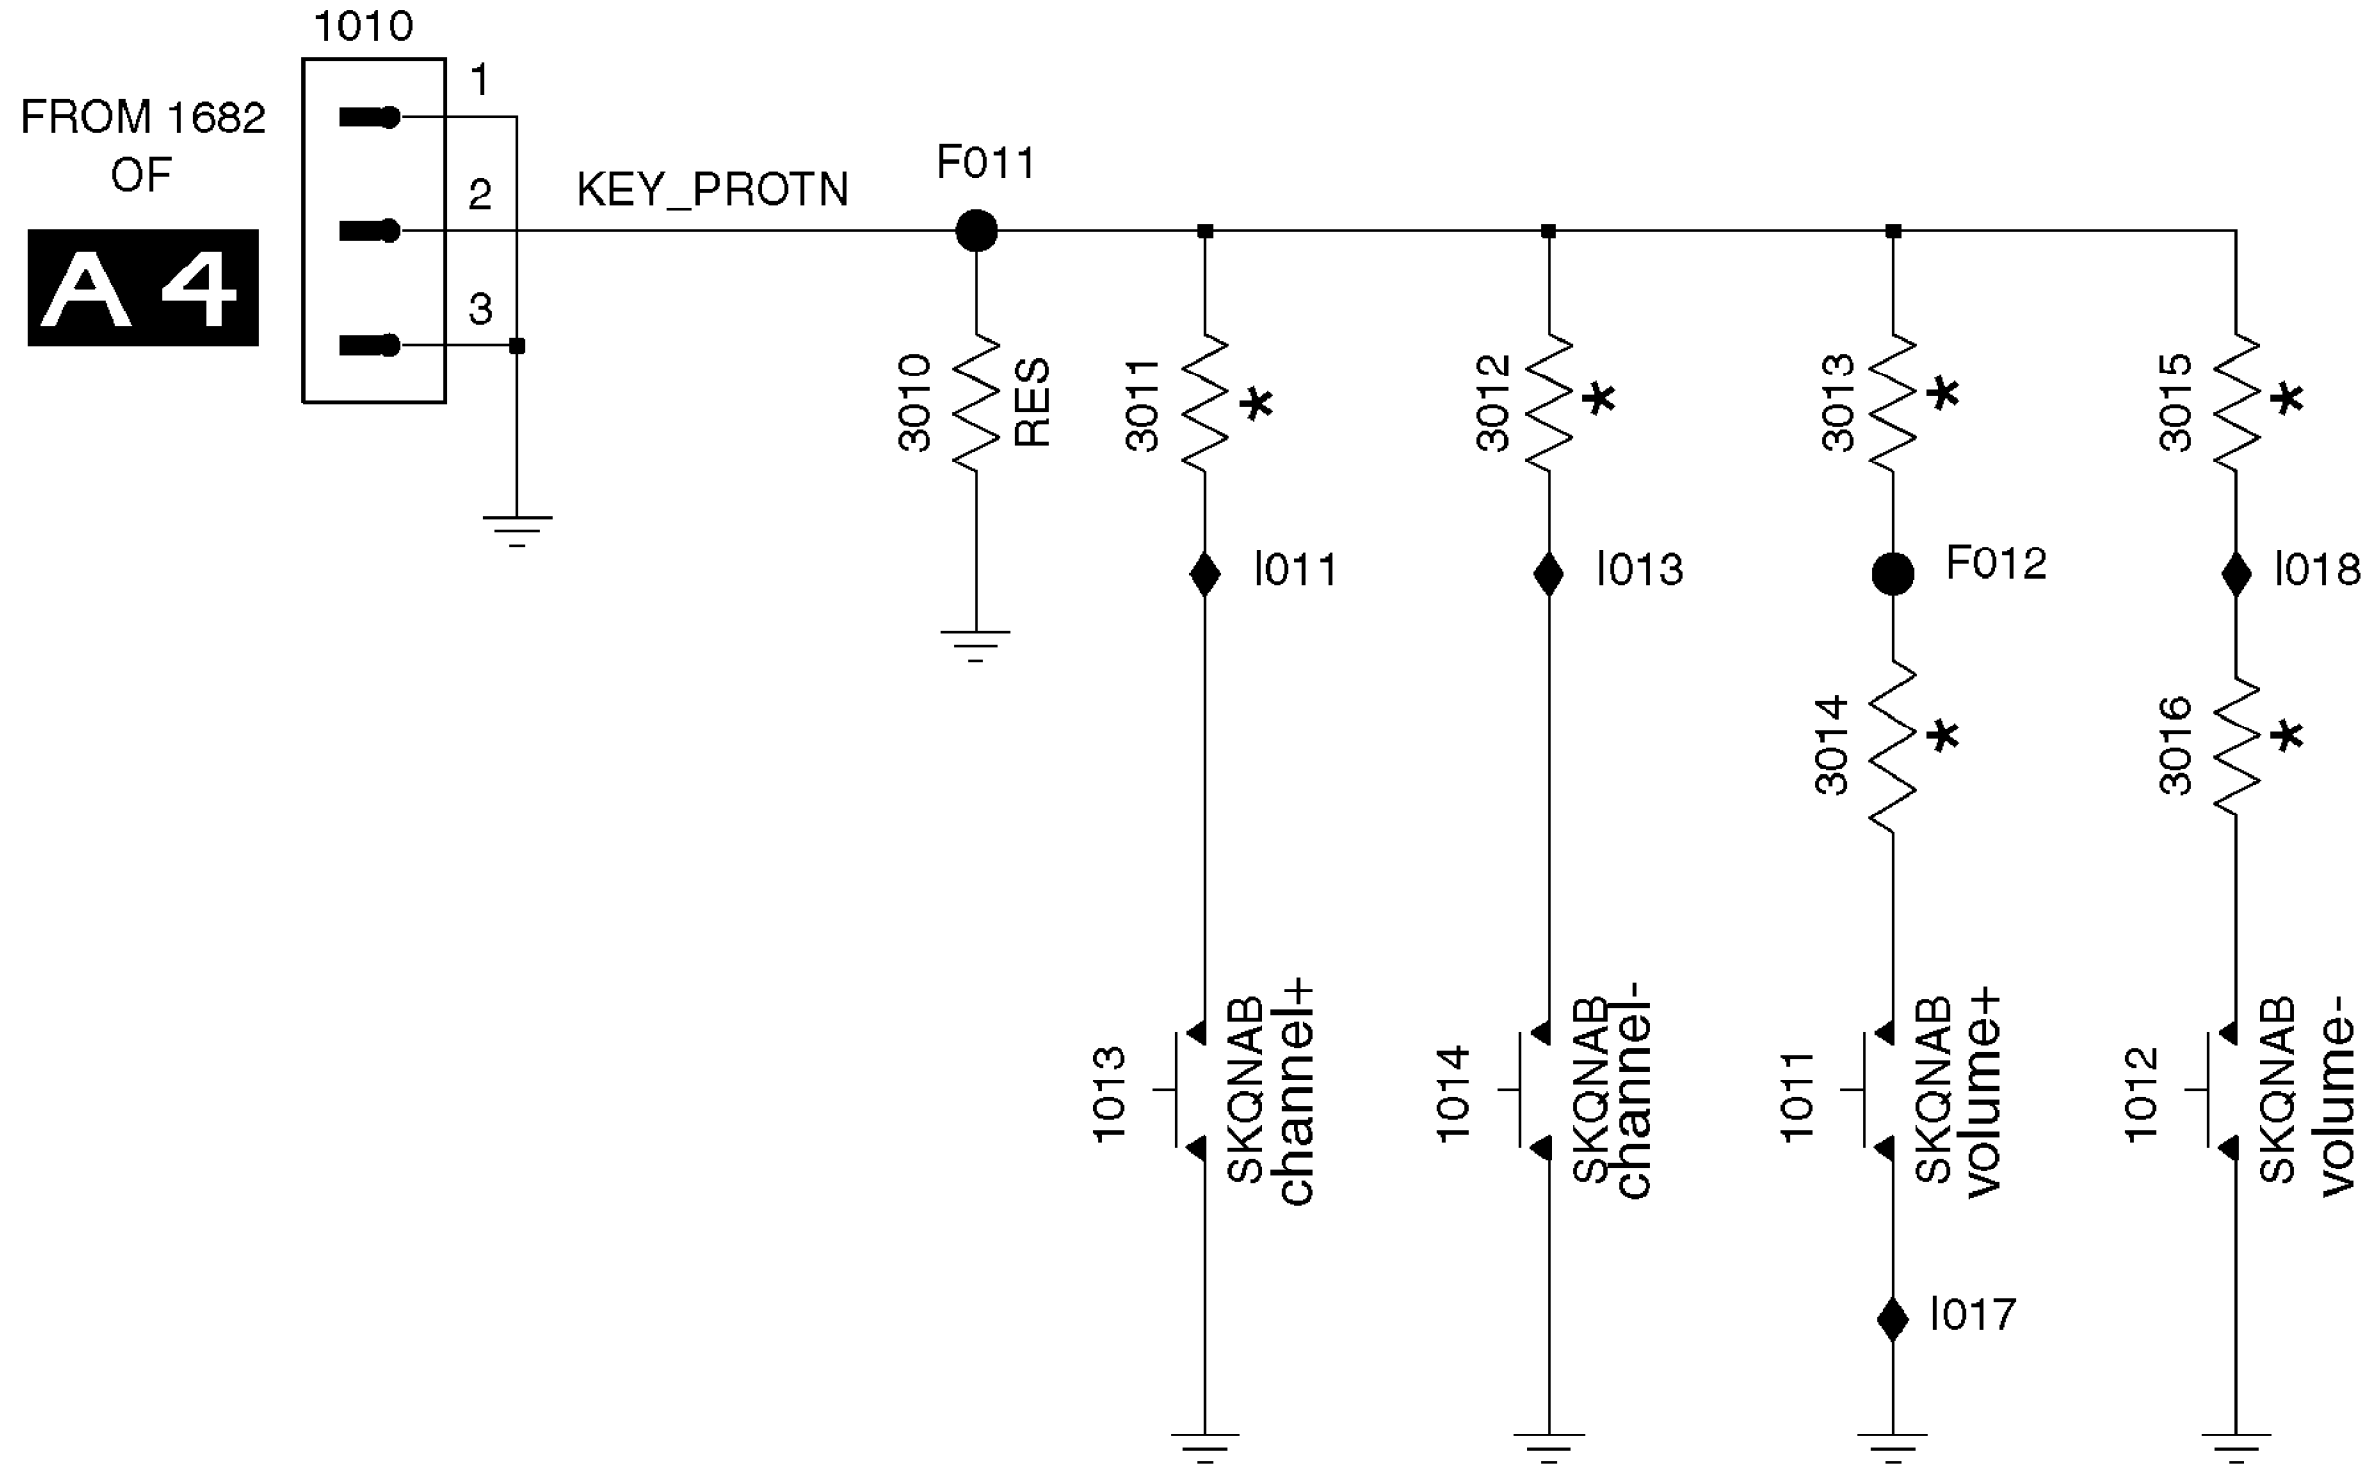 1010
FROM 1682
OF
A4
1
2
3
KEY_PROTN
F011
3010
RES
3011
*
3012
*
3013
*
3015
*
I011
I013
F012
I018
3014
*
3016
*
1013
SKQNAB
channel+
1014
SKQNAB
channel-
1011
SKQNAB
volume+
1012
SKQNAB
volume-
I017